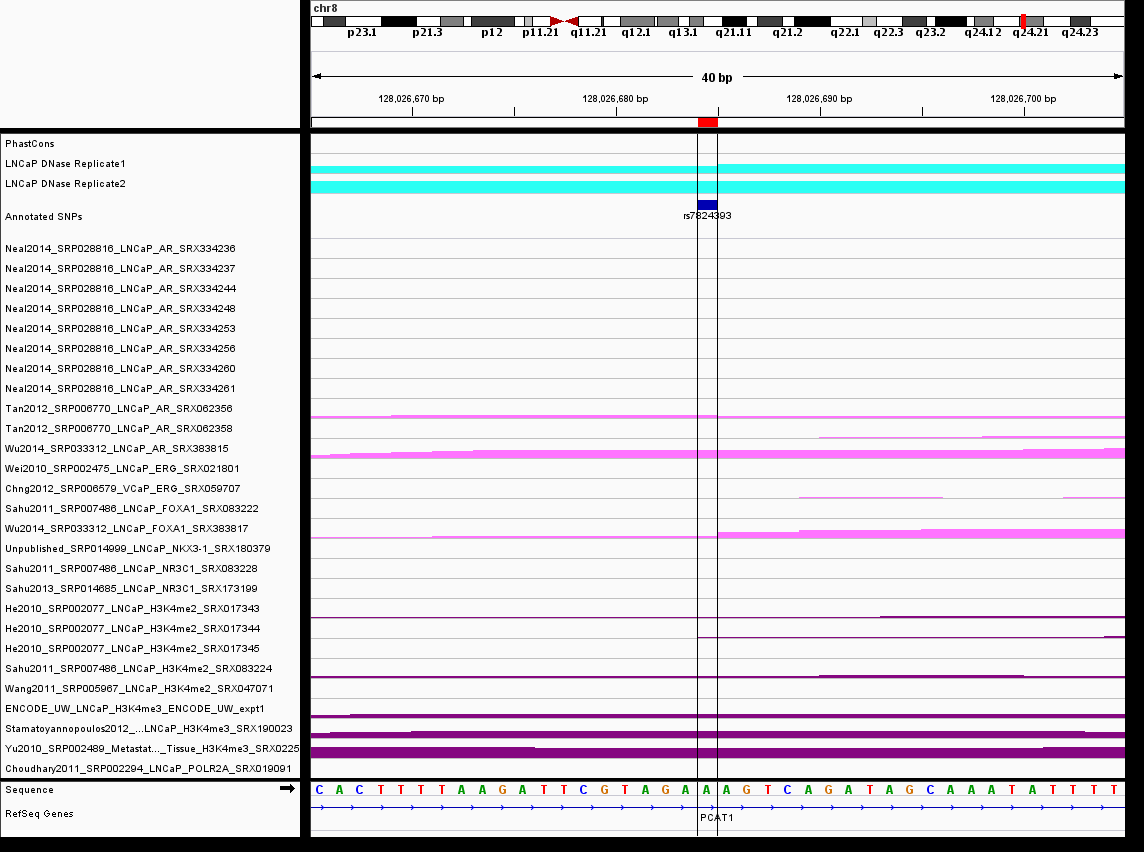 chr8
p23.1 p21.3 p12 p11.21 q11.21 q12.1 q13.1 q21.11 q21.2 q22.1 q22.3 q23.2 q24.12 q24.21 q24.23
40 bp
128,026,670 bp 128,026,680 bp 128,026,690 bp 128,026,700 bp
PhastCons
LNCaP DNase Replicate1
LNCaP DNase Replicate2
Annotated SNPs
rs7824393
Neal2014_SRP028816_LNCaP_AR_SRX334236
Neal2014_SRP028816_LNCaP_AR_SRX334237
Neal2014_SRP028816_LNCaP_AR_SRX334244
Neal2014_SRP028816_LNCaP_AR_SRX334248
Neal2014_SRP028816_LNCaP_AR_SRX334253
Neal2014_SRP028816_LNCaP_AR_SRX334256
Neal2014_SRP028816_LNCaP_AR_SRX334260
Neal2014_SRP028816_LNCaP_AR_SRX334261
Tan2012_SRP006770_LNCaP_AR_SRX062356
Tan2012_SRP006770_LNCaP_AR_SRX062358
Wu2014_SRP033312_LNCaP_AR_SRX383815
Wei2010_SRP002475_LNCaP_ERG_SRX021801
Chng2012_SRP006579_VCaP_ERG_SRX059707
Sahu2011_SRP007486_LNCaP_FOXA1_SRX083222
Wu2014_SRP033312_LNCaP_FOXA1_SRX383817
Unpublished_SRP014999_LNCaP_NKX3-1_SRX180379
Sahu2011_SRP007486_LNCaP_NR3C1_SRX083228
Sahu2013_SRP014685_LNCaP_NR3C1_SRX173199
He2010_SRP002077_LNCaP_H3K4me2_SRX017343
He2010_SRP002077_LNCaP_H3K4me2_SRX017344
He2010_SRP002077_LNCaP_H3K4me2_SRX017345
Sahu2011_SRP007486_LNCaP_H3K4me2_SRX083224
Wang2011_SRP005967_LNCaP_H3K4me2_SRX047071
ENCODE_UW_LNCaP_H3K4me3_ENCODE_UW_expt1
Stamatoyannopoulos2012_..._LNCaP_H3K4me3_SRX190023
Yu2010_SRP002489_Metastat..._Tissue_H3K4me3_SRX0225
Choudhary2011_SRP002294_LNCaP_POLR2A_SRX019091
Sequence C A C T T T T A A G A T T C G T A G A A A G T C A G A T A G C A A A T A T T T T
RefSeq Genes
PCAT1